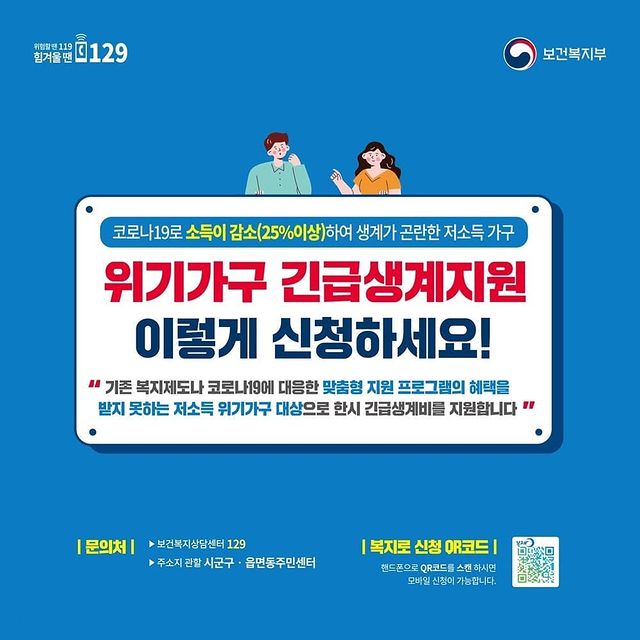 위험할 땐 119
힘겨울 땐 129
보건복지부
코로나19로 소득이 감소(25%이상)하여 생계가 곤란한 저소득 가구
위기가구 긴급생계지원
이렇게 신청하세요!
“ 기존 복지제도나 코로나19에 대응한 맞춤형 지원 프로그램의 혜택을
받지 못하는 저소득 위기가구 대상으로 한시 긴급생계비를 지원합니다 ”
| 문의처 |
▶ 보건복지상담센터 129
▶ 주소지 관할 시군구 · 읍면동주민센터
| 복지로 신청 QR코드 |
핸드폰으로 QR코드를 스캔 하시면
모바일 신청이 가능합니다.